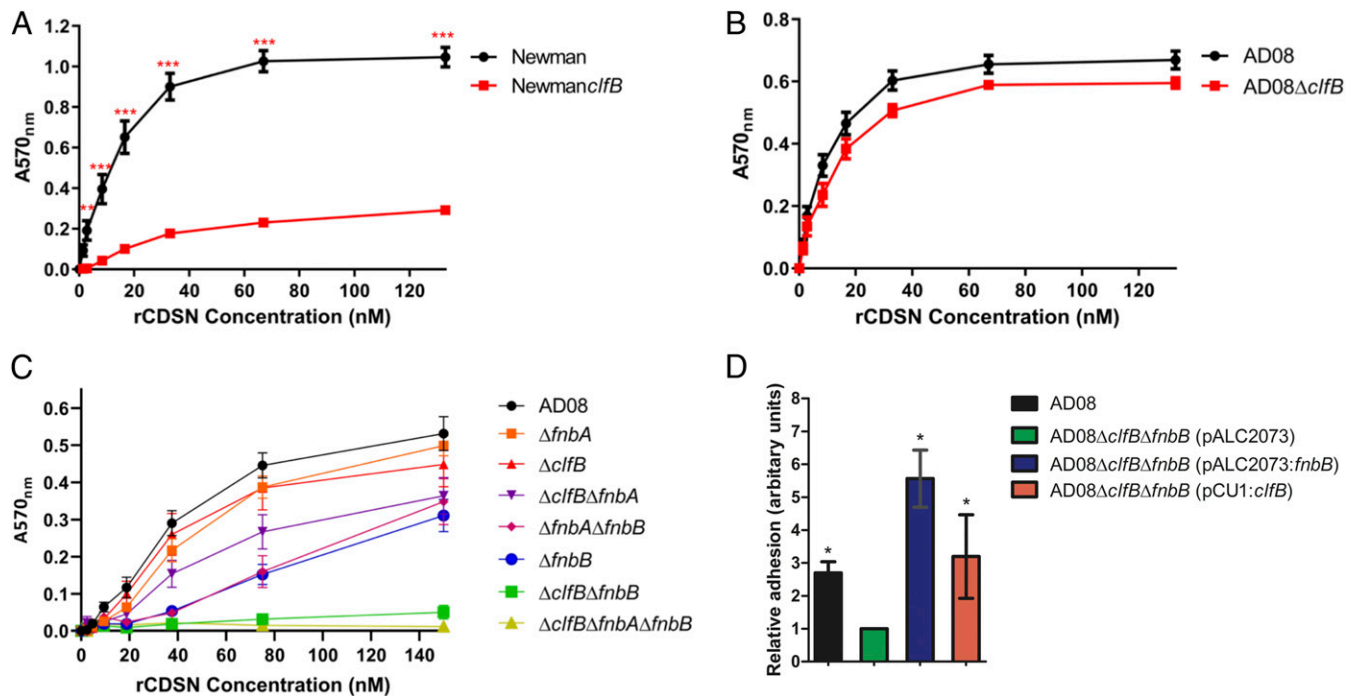 A
1.2
1.0
0.8
0.6
0.4
0.2
0.0
A570nm
** *** *** *** *** ***
0 20 40 60 80 100 120
rCDSN Concentration (nM)
Newman
NewmanclfB
B
0.8
0.6
0.4
0.2
0.0
A570nm
0 20 40 60 80 100 120
rCDSN Concentration (nM)
AD08
AD08ΔclfB
C
0.6
0.5
0.4
0.3
0.2
0.1
0.0
A570nm
0 20 40 60 80 100 120 140
rCDSN Concentration (nM)
AD08
ΔfnbA
ΔclfB
ΔclfBΔfnbA
ΔfnbAΔfnbB
ΔfnbB
ΔclfBΔfnbB
ΔclfBΔfnbAΔfnbB
D
Relative adhesion (arbitary units)
8
7
6
5
4
3
2
1
0
* * *
AD08
AD08ΔclfBΔfnbB (pALC2073)
AD08ΔclfBΔfnbB (pALC2073:fnbB)
AD08ΔclfBΔfnbB (pCU1:clfB)